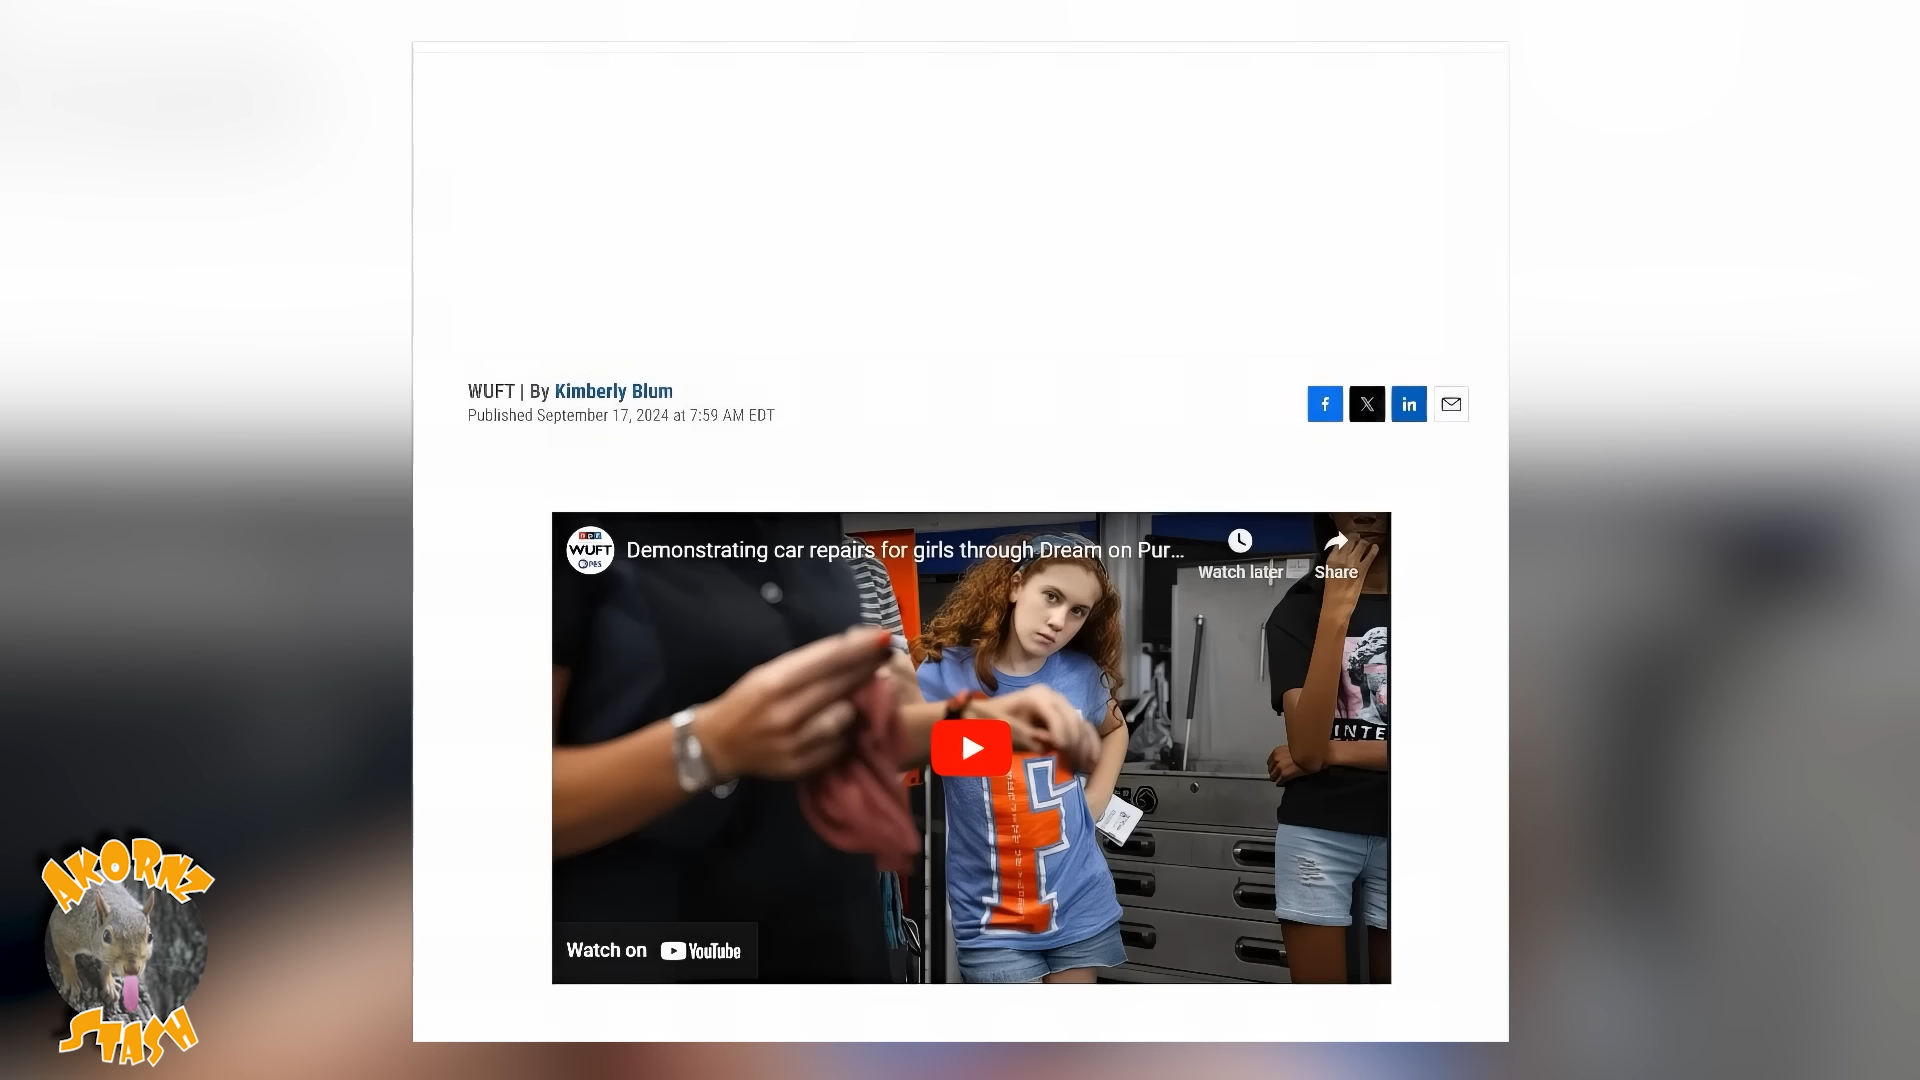 WUFT | By Kimberly Blum
Published September 17, 2024 at 7:59 AM EDT
f X in
npr
WUFT
PBS
Demonstrating car repairs for girls through Dream on Pur...
Watch later
Share
INTE
Watch on YouTube
AKORNZ
STASH